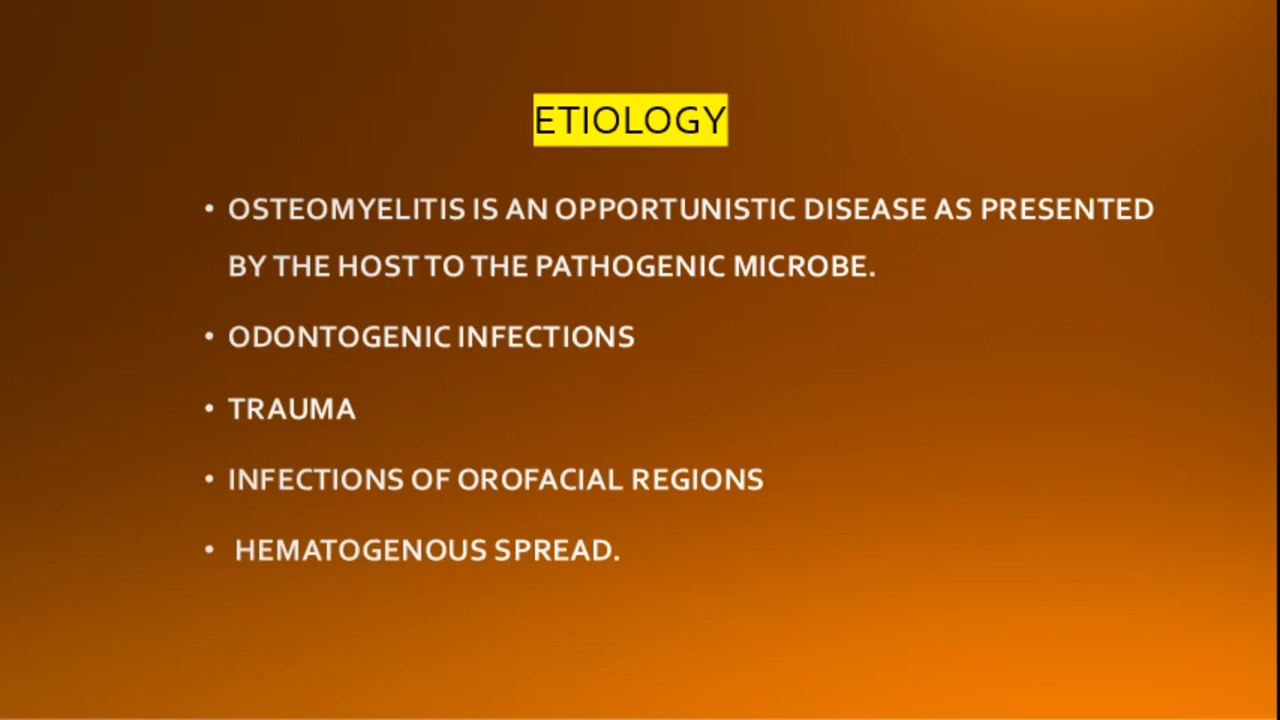 ETIOLOGY
• OSTEOMYELITIS IS AN OPPORTUNISTIC DISEASE AS PRESENTED
BY THE HOST TO THE PATHOGENIC MICROBE.
• ODONTOGENIC INFECTIONS
• TRAUMA
• INFECTIONS OF OROFACIAL REGIONS
• HEMATOGENOUS SPREAD.